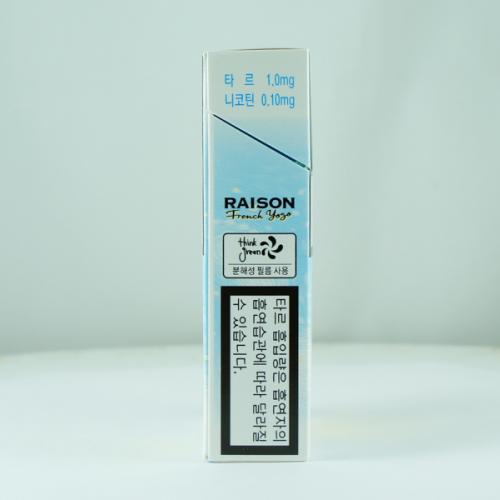 타 르 1.0mg
니코틴 0.10mg
RAISON
French Yogo
think
green
분해성 필름 사용
타르 흡입량은 흡연자의
흡연습관에 따라 달라질
수 있습니다.